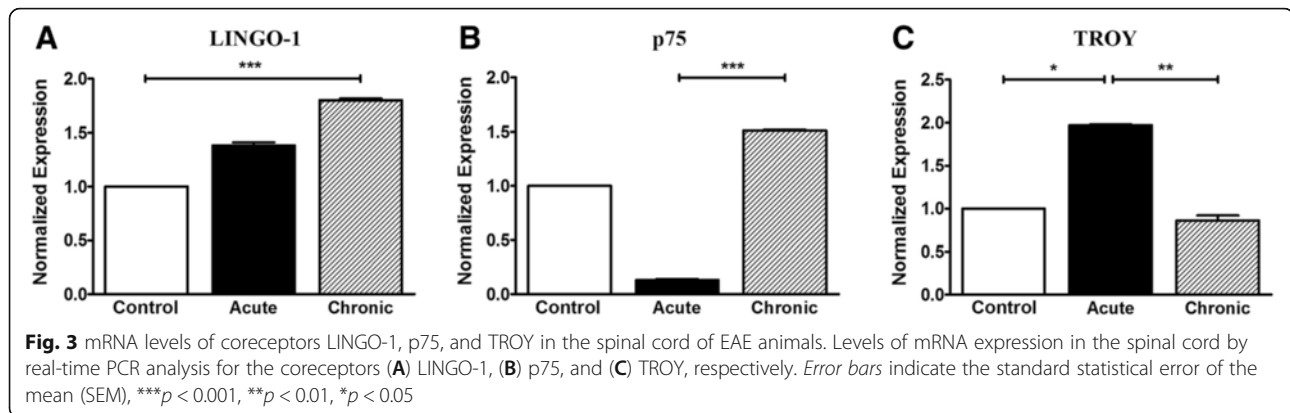 A LINGO-1
***
Normalized Expression
2.0
1.5
1.0
0.5
0.0
Control Acute Chronic
B p75
***
Normalized Expression
2.0
1.5
1.0
0.5
0.0
Control Acute Chronic
C TROY
* **
Normalized Expression
2.5
2.0
1.5
1.0
0.5
0.0
Control Acute Chronic
Fig. 3 mRNA levels of coreceptors LINGO-1, p75, and TROY in the spinal cord of EAE animals. Levels of mRNA expression in the spinal cord by
real-time PCR analysis for the coreceptors (A) LINGO-1, (B) p75, and (C) TROY, respectively. Error bars indicate the standard statistical error of the
mean (SEM), ***p < 0.001, **p < 0.01, *p < 0.05